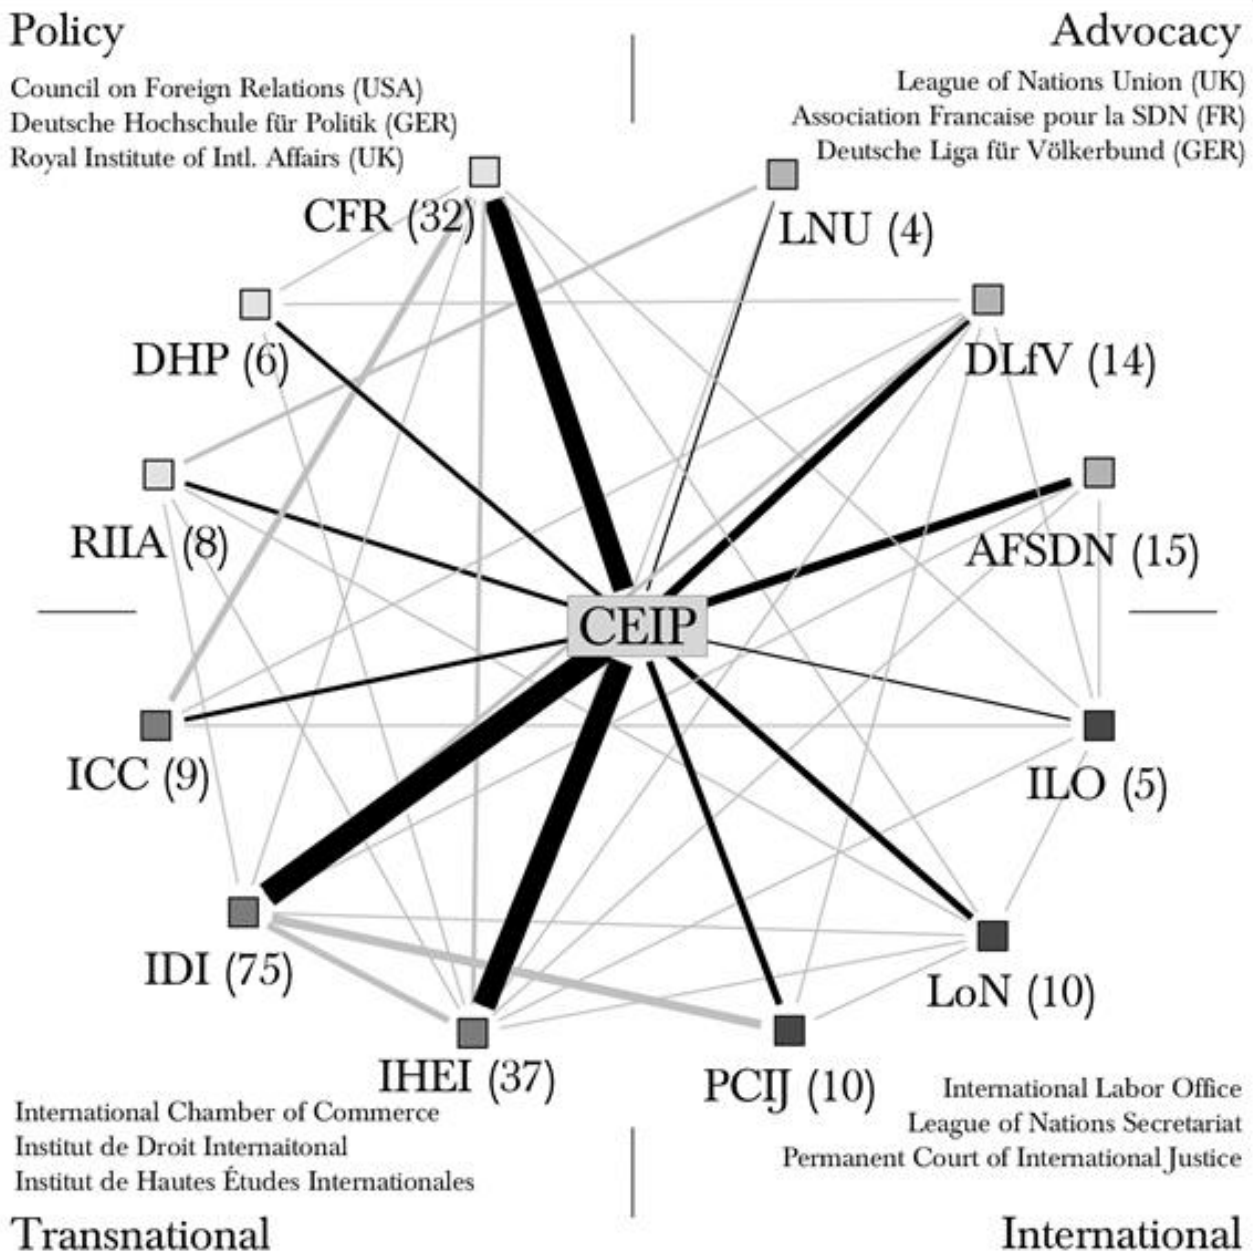 Policy
Council on Foreign Relations (USA)
Deutsche Hochschule für Politik (GER)
Royal Institute of Intl. Affairs (UK)
Advocacy
League of Nations Union (UK)
Association Francaise pour la SDN (FR)
Deutsche Liga für Völkerbund (GER)
CFR (32)
LNU (4)
DHP (6)
DLfV (14)
RIIA (8)
AFSDN (15)
CEIP
ICC (9)
ILO (5)
IDI (75)
LoN (10)
IHEI (37)
PCIJ (10)
International Chamber of Commerce
Institut de Droit Internaitonal
Institut de Hautes Études Internationales
Transnational
International Labor Office
League of Nations Secretariat
Permanent Court of International Justice
International